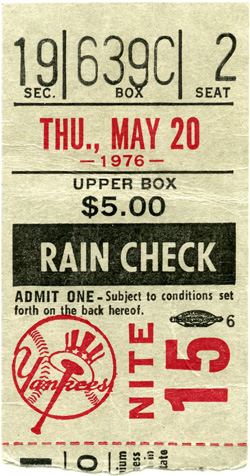 19 639C 2
SEC. BOX SEAT
THU., MAY 20
-1976-
UPPER BOX
$5.00
RAIN CHECK
ADMIT ONE - Subject to conditions set
forth on the back hereof.
Yankees
NITE
15
6